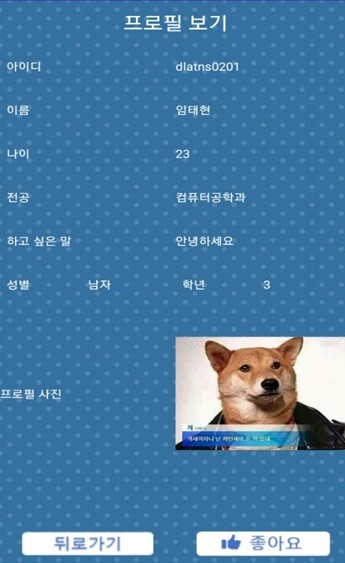 프로필 보기
아이디 dlatns0201
이름 임태현
나이 23
전공 컴퓨터공학과
하고 싶은 말 안녕하세요
성별 남자 학년 3
프로필 사진
개
뒤로가기 좋아요